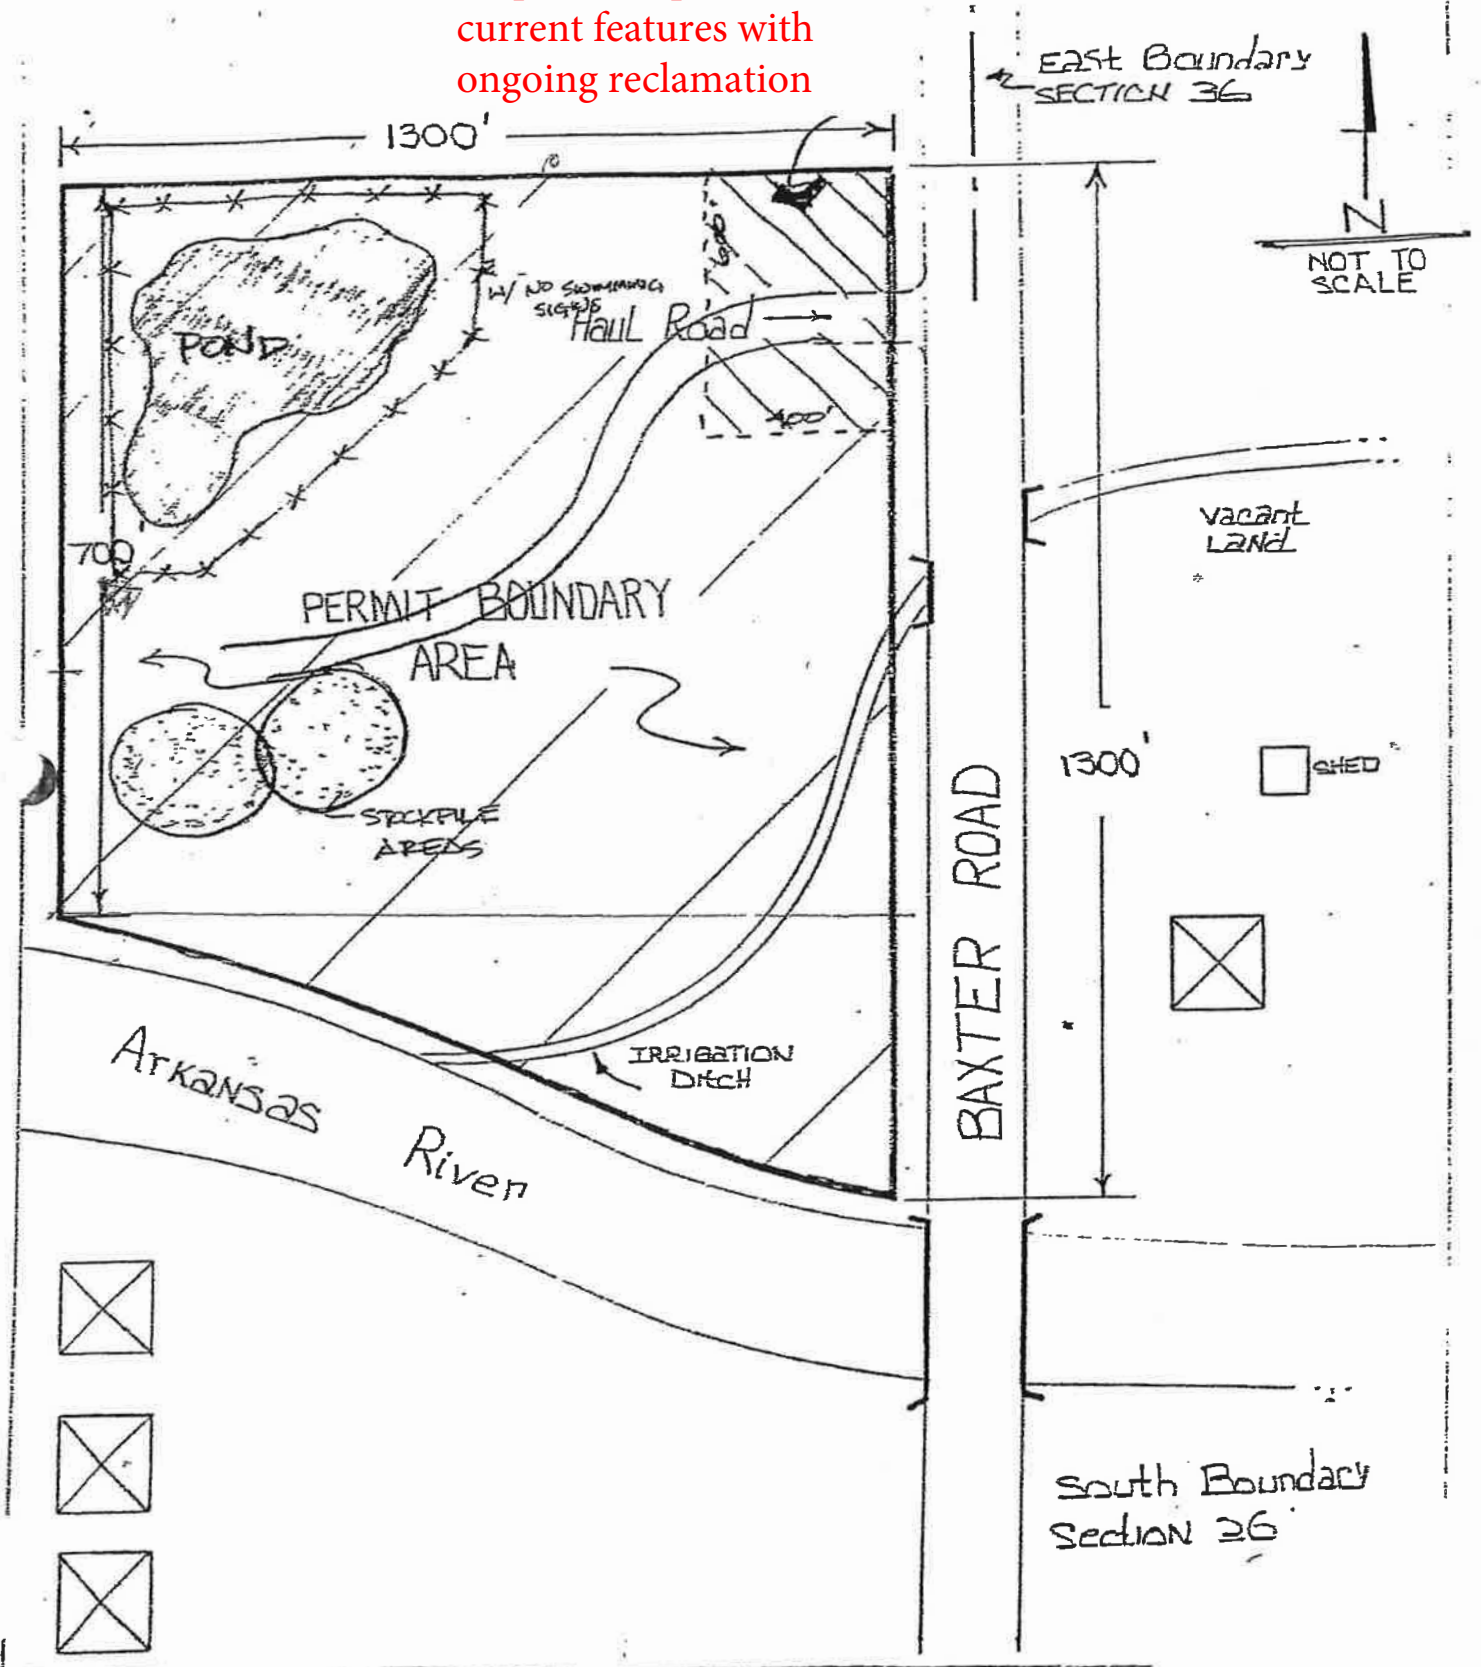 current features with
ongoing reclamation
East Boundary
SECTION 36
1300'
N
NOT TO
SCALE
600'
W/ NO SWIMMING
SIGNS
Haul Road
POND
400'
Vacant
LAND
700'
PERMIT BOUNDARY
AREA
1300'
SHED
STOCKPILE
AREAS
BAXTER ROAD
IRRIGATION
DITCH
Arkansas
River
South Boundary
Section 36